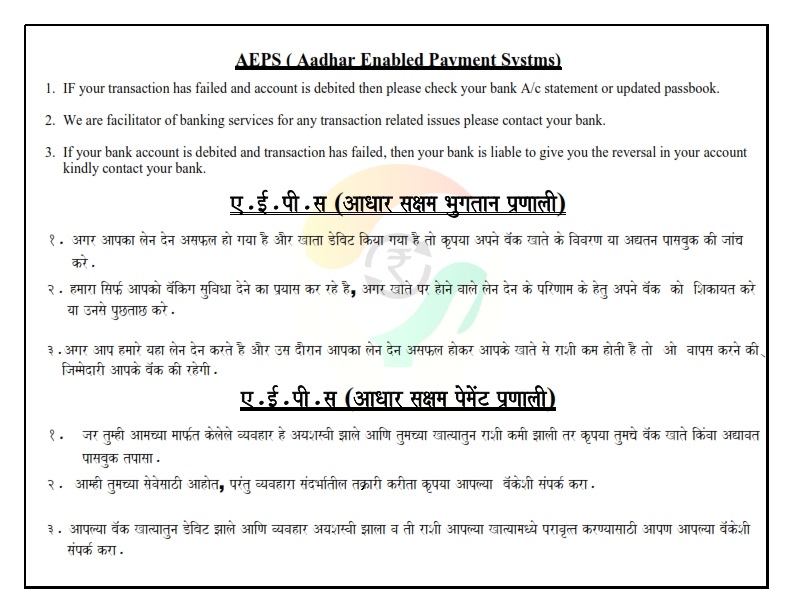 AEPS ( Aadhar Enabled Payment Systms)
1. IF your transaction has failed and account is debited then please check your bank A/c statement or updated passbook.
2. We are facilitator of banking services for any transaction related issues please contact your bank.
3. If your bank account is debited and transaction has failed, then your bank is liable to give you the reversal in your account
kindly contact your bank.
ए.ई.पी.स (आधार सक्षम भुगतान प्रणाली)
१. अगर आपका लेन देन असफल हो गया है और खाता डेबिट किया गया है तो कृपया अपने बॅक खाते के विवरण या अद्यतन पासबुक की जांच
करे.
२. हमारा सिर्फ आपको बॅकिंग सुविधा देने का प्रयास कर रहे है, अगर खाते पर होने वाले लेन देन के परिणाम के हेतु अपने बॅक को शिकायत करे
या उनसे पुछताछ करे.
३.अगर आप हमारे यहा लेन देन करते है और उस दौरान आपका लेन देन असफल होकर आपके खाते से राशी कम होती है तो ओ वापस करने की
जिम्मेदारी आपके बॅक की रहेगी.
ए.ई.पी.स (आधार सक्षम पेमेंट प्रणाली)
१. जर तुम्ही आमच्या मार्फत केलेले व्यवहार हे अयशस्वी झाले आणि तुमच्या खात्यातुन राशी कमी झाली तर कृपया तुमचे बॅक खाते किंवा अद्यावत
पासबुक तपासा.
२. आम्ही तुमच्या सेवेसाठी आहोत, परंतु व्यवहारा संदर्भातील तक्रारी करीता कृपया आपल्या बॅकेशी संपर्क करा.
३. आपल्या बॅक खात्यातुन डेबिट झाले आणि व्यवहार अयशस्वी झाला व ती राशी आपल्या खात्यामध्ये परावृत्त करण्यासाठी आपण आपल्या बॅकेशी
संपर्क करा.